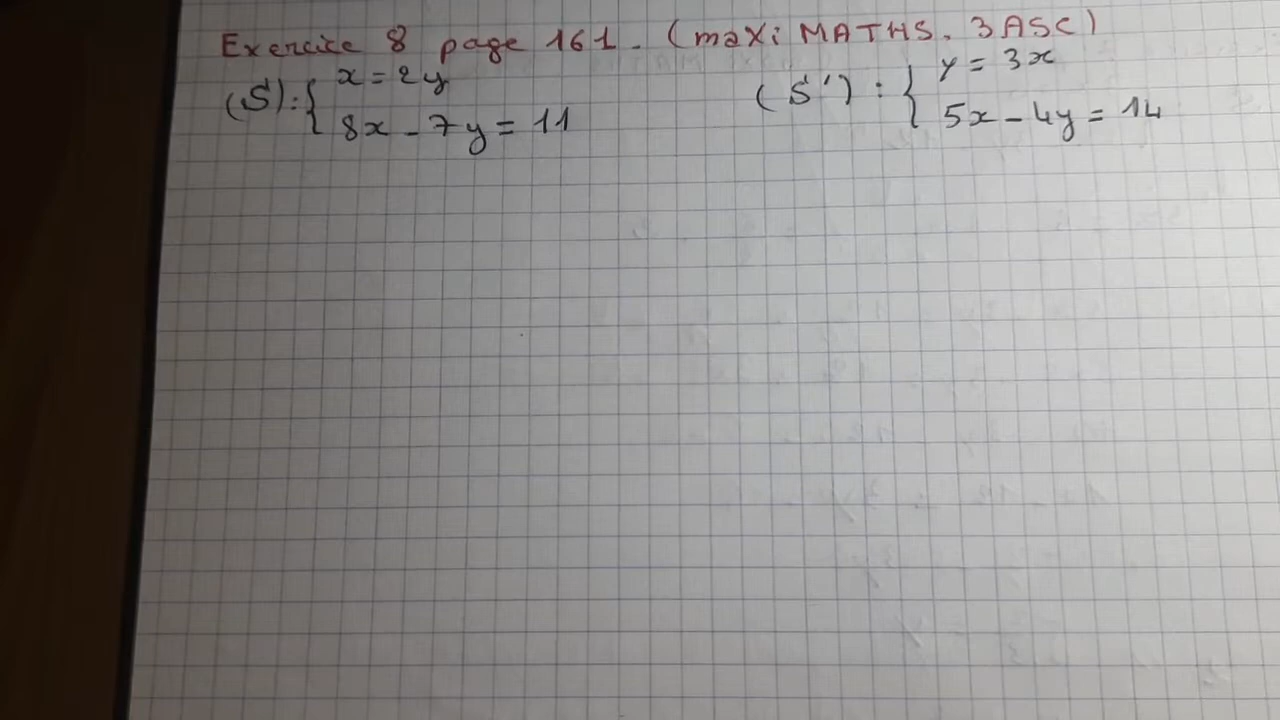 Exercice 8 page 161. (maxi MATHS. 3ASC)
(S): { x = 2y
8x - 7y = 11
(S'): { y = 3x
5x - 4y = 14